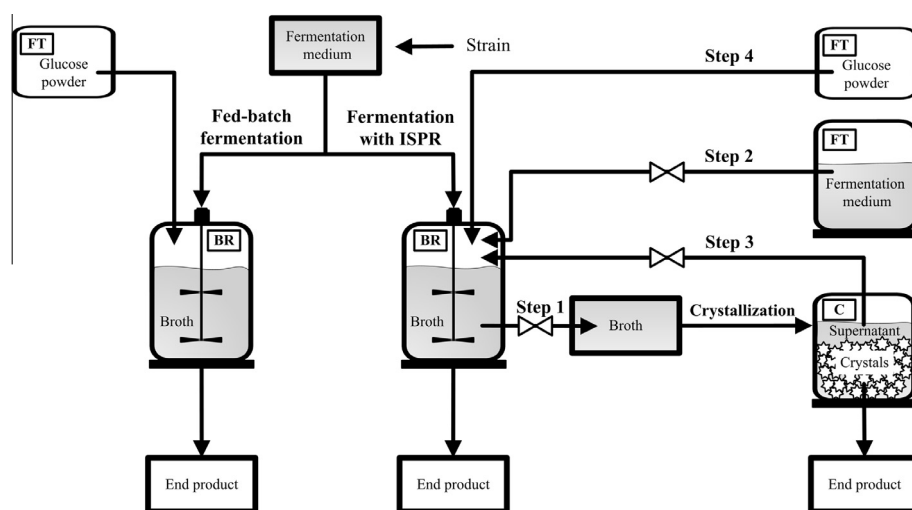 FT
Glucose
powder
Fermentation
medium
Strain
Step 4
FT
Glucose
powder
Fed-batch
fermentation
Fermentation
with ISPR
Step 2
FT
Fermentation
medium
BR
Broth
BR
Broth
Step 3
Step 1
Broth
Crystallization
C
Supernatant
Crystals
End product
End product
End product